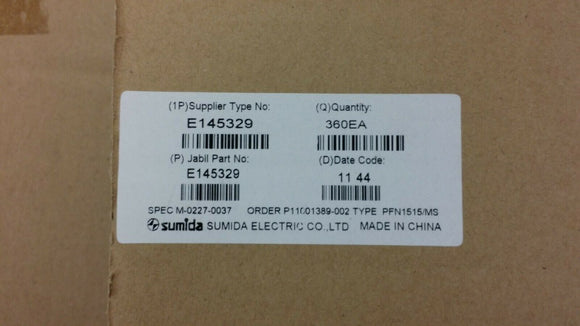 (1P)Supplier Type No: (Q)Quantity:
E145329 360EA
(P) Jabil Part No: (D)Date Code:
E145329 11 44
SPEC M-0227-0037 ORDER TYPE PFN1515/MS
sumida SUMIDA ELECTRIC CO.,LTD MADE IN CHINA